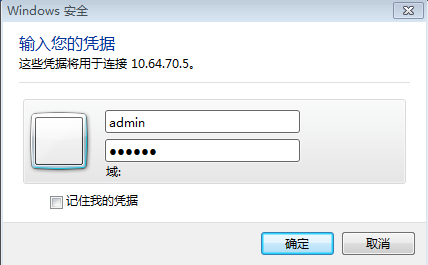 Windows 安全
输入您的凭据
这些凭据将用于连接 10.64.70.5。
admin
●●●●●●
域:
记住我的凭据
确定 取消